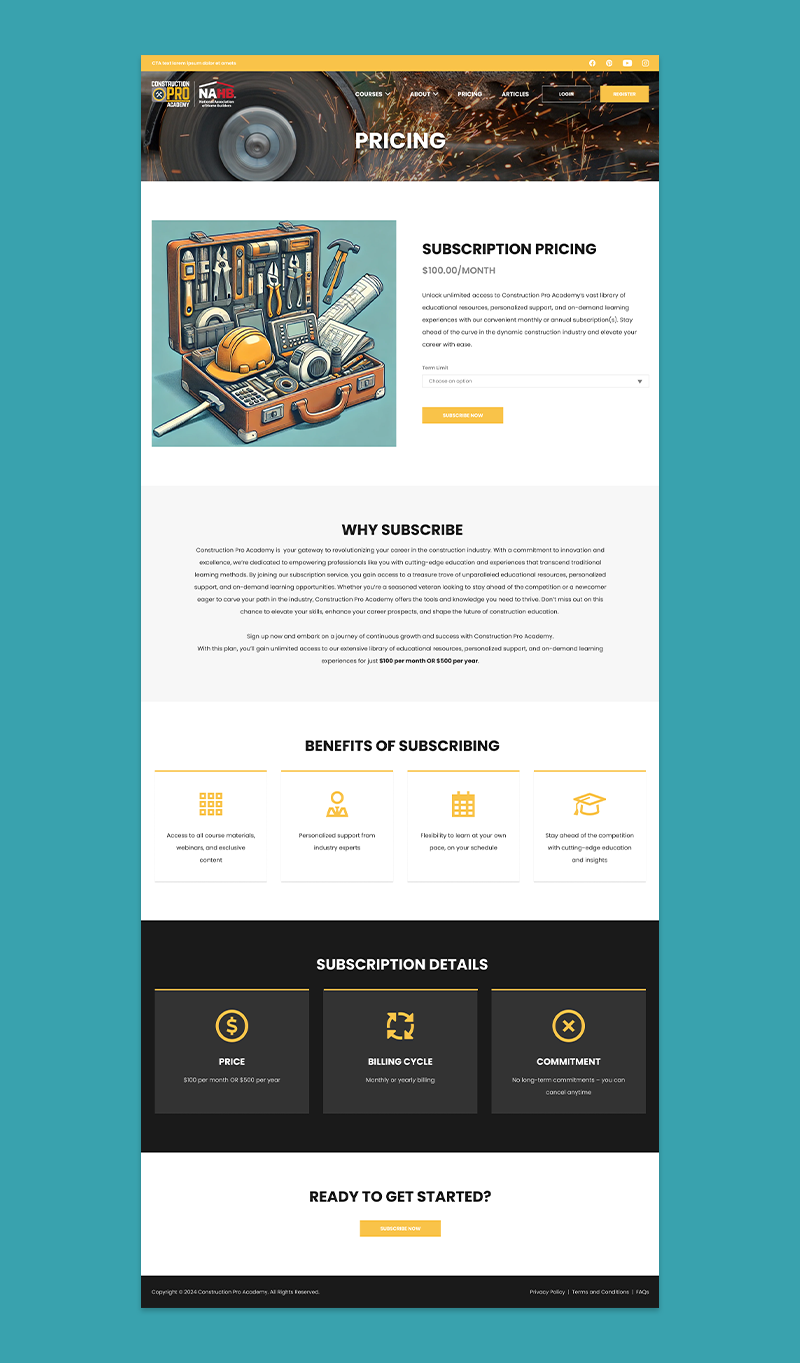 CTA text lorem ipsum dolor et ametis
CONSTRUCTION
PRO
ACADEMY
NAHB.
National Association
of Home Builders
COURSES
ABOUT
PRICING
ARTICLES
LOGIN
REGISTER
PRICING
SUBSCRIPTION PRICING
$100.00/MONTH
Unlock unlimited access to Construction Pro Academy's vast library of
educational resources, personalized support, and on-demand learning
experiences with our convenient monthly or annual subscription(s). Stay
ahead of the curve in the dynamic construction industry and elevate your
career with ease.
Term Limit
Choose an option
SUBSCRIBE NOW
WHY SUBSCRIBE
Construction Pro Academy is your gateway to revolutionizing your career in the construction industry. With a commitment to innovation and
excellence, we're dedicated to empowering professionals like you with cutting-edge education and experiences that transcend traditional
learning methods. By joining our subscription service, you gain access to a treasure trove of unparalleled educational resources, personalized
support, and on-demand learning opportunities. Whether you're a seasoned veteran looking to stay ahead of the competition or a newcomer
eager to carve your path in the industry, Construction Pro Academy offers the tools and knowledge you need to thrive. Don't miss out on this
chance to elevate your skills, enhance your career prospects, and shape the future of construction education.
Sign up now and embark on a journey of continuous growth and success with Construction Pro Academy.
With this plan, you'll gain unlimited access to our extensive library of educational resources, personalized support, and on-demand learning
experiences for just $100 per month OR $500 per year.
BENEFITS OF SUBSCRIBING
Access to all course materials,
webinars, and exclusive
content
Personalized support from
industry experts
Flexibility to learn at your own
pace, on your schedule
Stay ahead of the competition
with cutting-edge education
and insights
SUBSCRIPTION DETAILS
PRICE
$100 per month OR $500 per year
BILLING CYCLE
Monthly or yearly billing
COMMITMENT
No long-term commitments – you can
cancel anytime
READY TO GET STARTED?
SUBSCRIBE NOW
Copyright © 2024 Construction Pro Academy. All Rights Reserved.
Privacy Policy | Terms and Conditions | FAQs